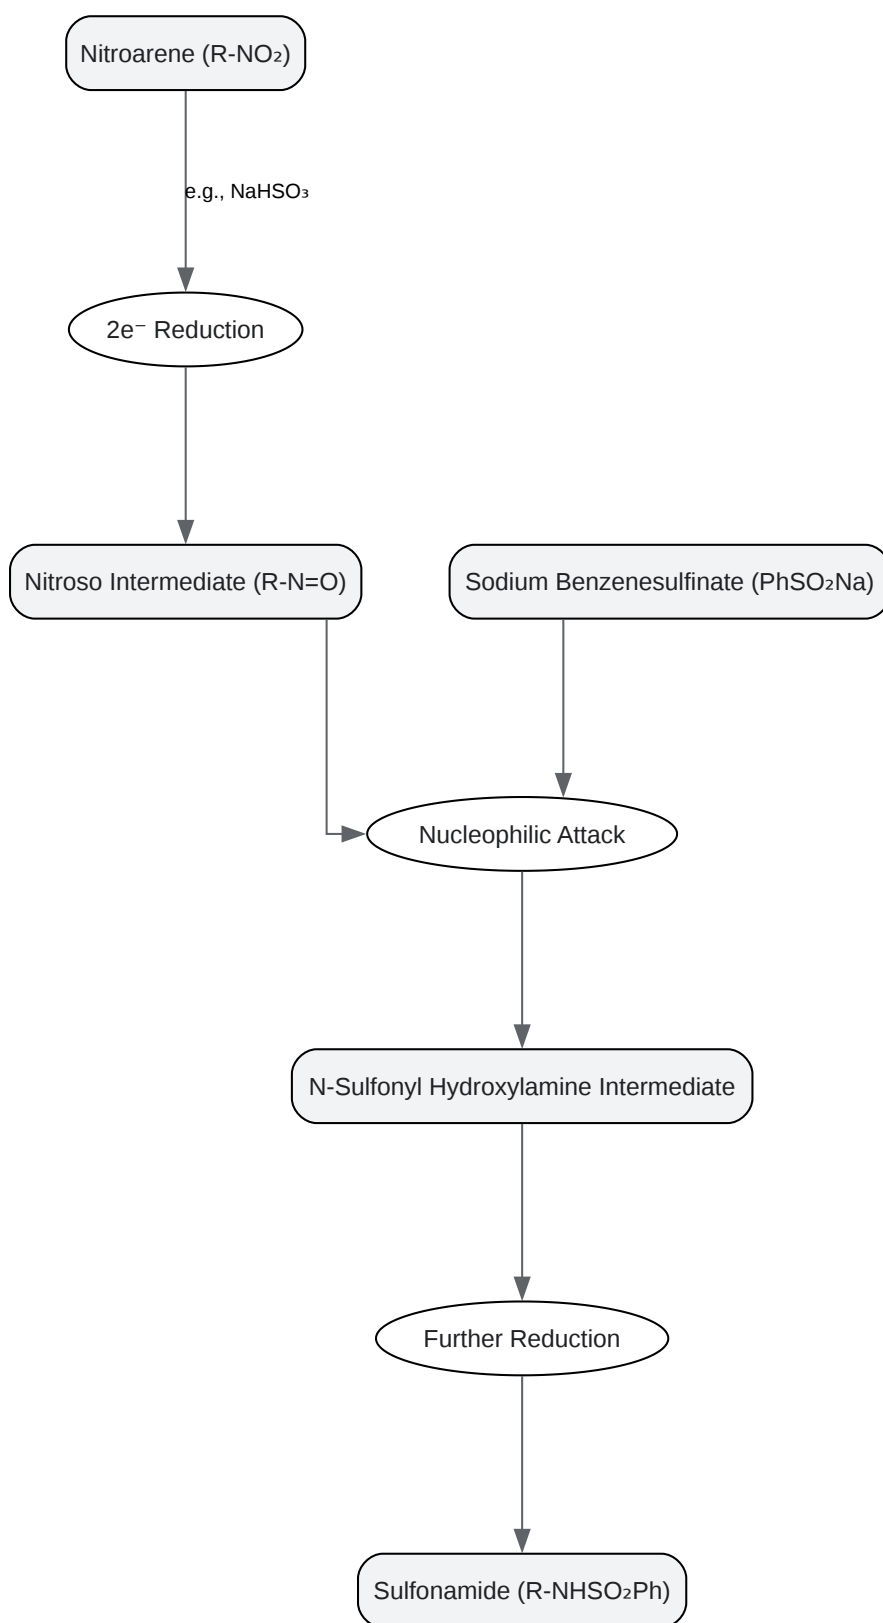 Nitroarene (R-NO₂)
e.g., NaHSO₃
2e⁻ Reduction
Nitroso Intermediate (R-N=O)
Sodium Benzenesulfinate (PhSO₂Na)
Nucleophilic Attack
N-Sulfonyl Hydroxylamine Intermediate
Further Reduction
Sulfonamide (R-NHSO₂Ph)